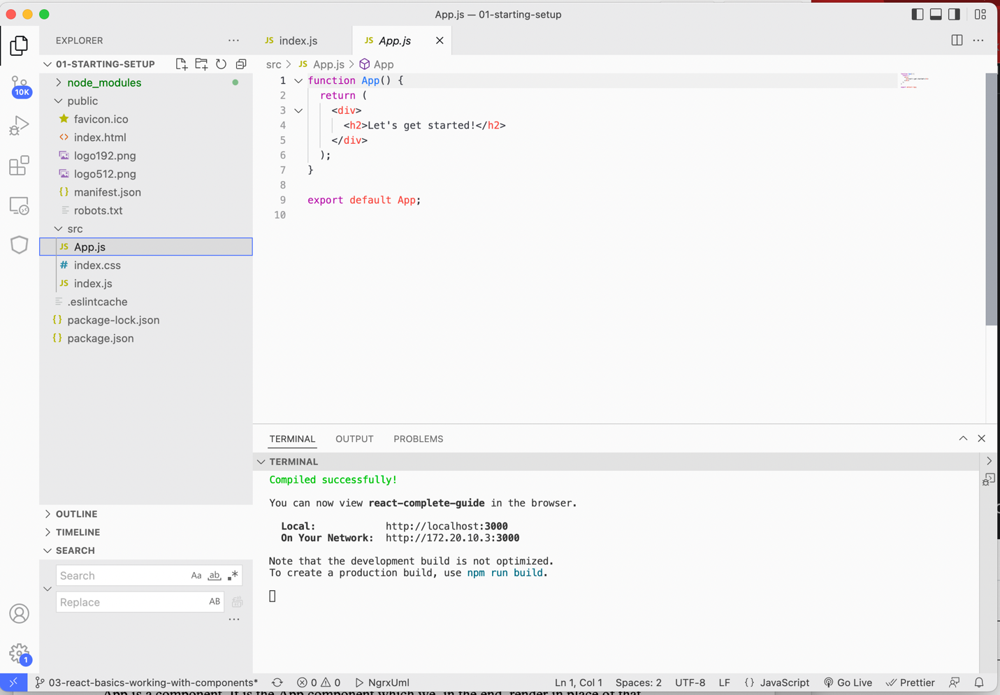 App.js — 01-starting-setup
EXPLORER
01-STARTING-SETUP
node_modules
public
favicon.ico
index.html
logo192.png
logo512.png
manifest.json
robots.txt
src
JS App.js
# index.css
JS index.js
.eslintcache
{} package-lock.json
{} package.json
OUTLINE
TIMELINE
SEARCH
Search Aa ab
Replace AB
10K
1
JS index.js
JS App.js
src > JS App.js > App
1 function App() {
2 return (
3 <div>
4 <h2>Let's get started!</h2>
5 </div>
6 );
7 }
8
9 export default App;
10
TERMINAL OUTPUT PROBLEMS
TERMINAL
Compiled successfully!
You can now view react-complete-guide in the browser.
Local: http://localhost:3000
On Your Network: http://172.20.10.3:3000
Note that the development build is not optimized.
To create a production build, use npm run build.
03-react-basics-working-with-components* 0 0 NgrxUml Ln 1, Col 1 Spaces: 2 UTF-8 LF {} JavaScript Go Live Prettier
App is a component. It is the App component which we, in the end, render in place of that